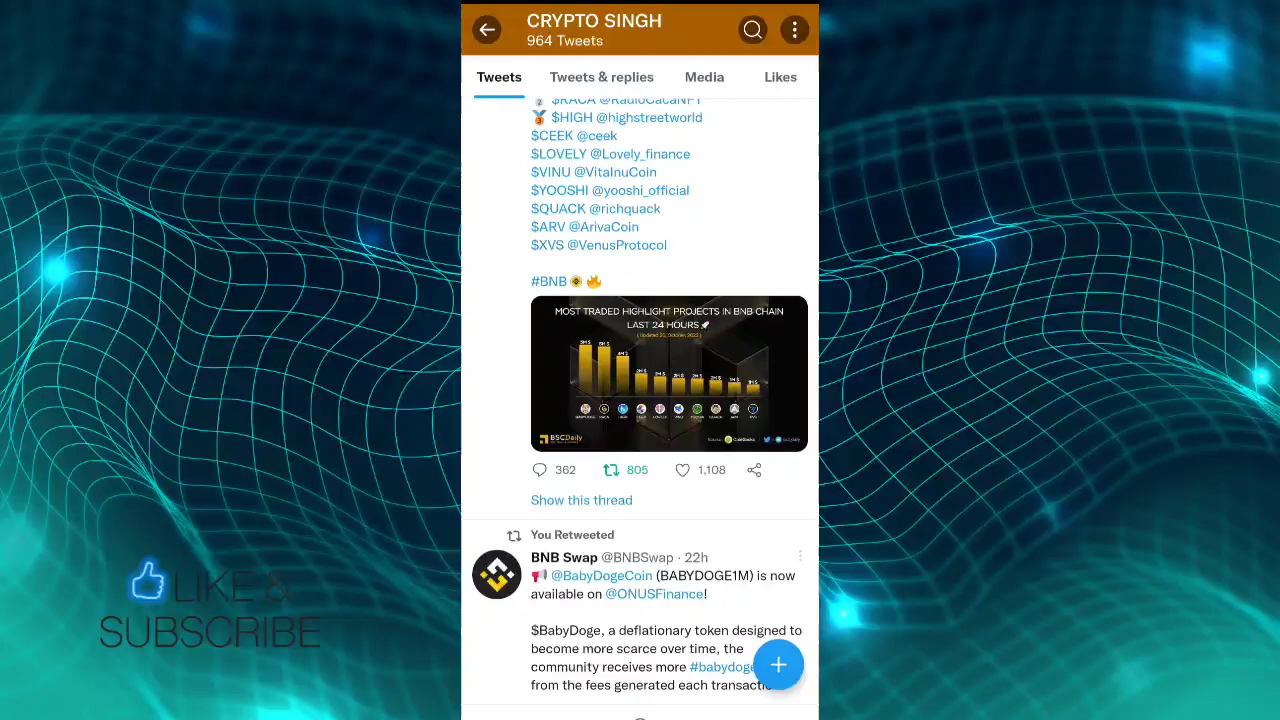 CRYPTO SINGH
964 Tweets
Tweets Tweets & replies Media Likes
$RACA @RadioCacaNFT
$HIGH @highstreetworld
$CEEK @ceek
$LOVELY @Lovely_finance
$VINU @VitaInuCoin
$YOOSHI @yooshi_official
$QUACK @richquack
$ARV @ArivaCoin
$XVS @VenusProtocol
#BNB
MOST TRADED HIGHLIGHT PROJECTS IN BNB CHAIN
LAST 24 HOURS
BSCDaily
362 805 1,108
Show this thread
You Retweeted
BNB Swap @BNBSwap · 22h
@BabyDogeCoin (BABYDOGE1M) is now
available on @ONUSFinance!
$BabyDoge, a deflationary token designed to
become more scarce over time, the
community receives more #babydoge
from the fees generated each transactio
LIKE &
SUBSCRIBE